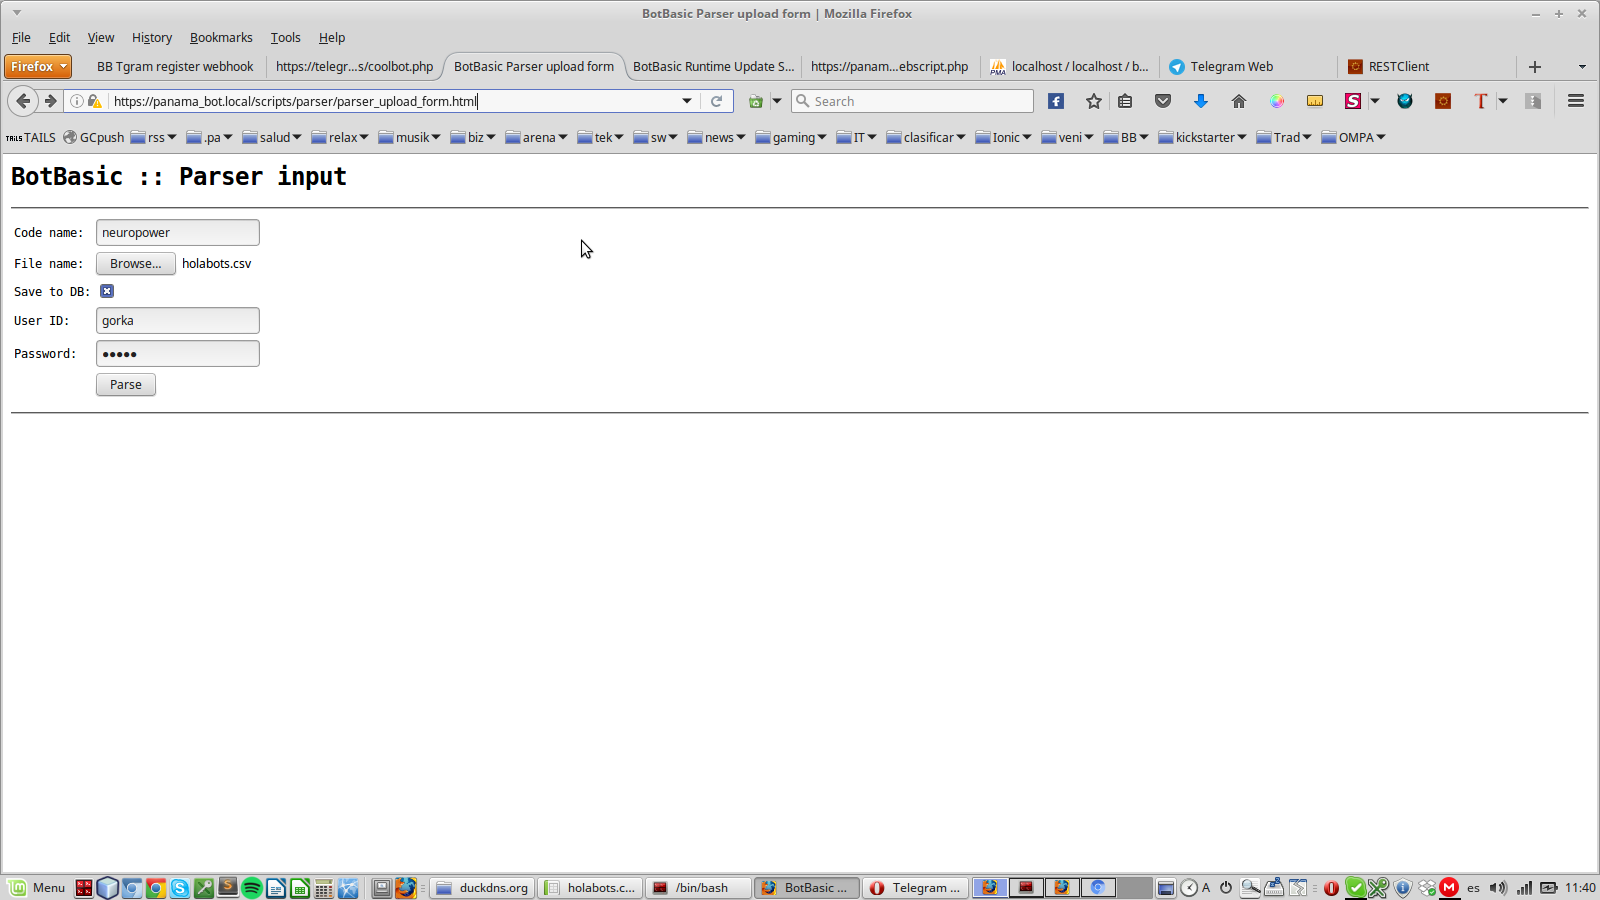 BotBasic Parser upload form | Mozilla Firefox
File Edit View History Bookmarks Tools Help
Firefox BB Tgram register webhook https://telegr...s/coolbot.php BotBasic Parser upload form BotBasic Runtime Update S... https://panam...ebscript.php PMA localhost / localhost / b... Telegram Web RESTClient
https://panama_bot.local/scripts/parser/parser_upload_form.html Search
TAILS TAILS GCpush rss .pa salud relax musik biz arena tek sw news gaming IT clasificar Ionic veni BB kickstarter Trad OMPA
BotBasic :: Parser input
Code name: neuropower
File name: Browse... holabots.csv
Save to DB:
User ID: gorka
Password: ●●●●●
Parse
Menu duckdns.org holabots.c... /bin/bash BotBasic ... Telegram ... A es 11:40